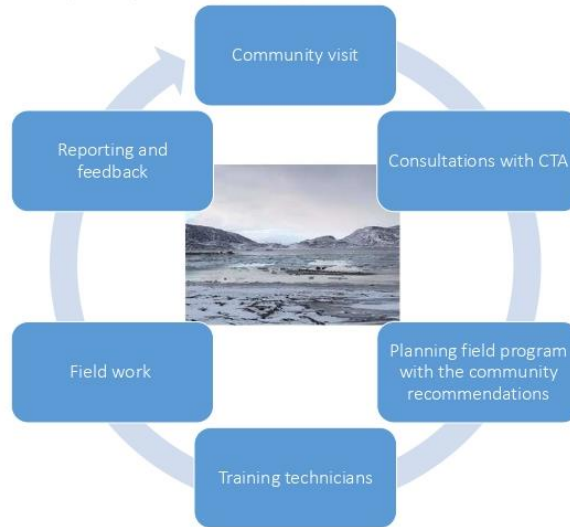 Community visit
Consultations with CTA
Planning field program
with the community
recommendations
Training technicians
Field work
Reporting and
feedback